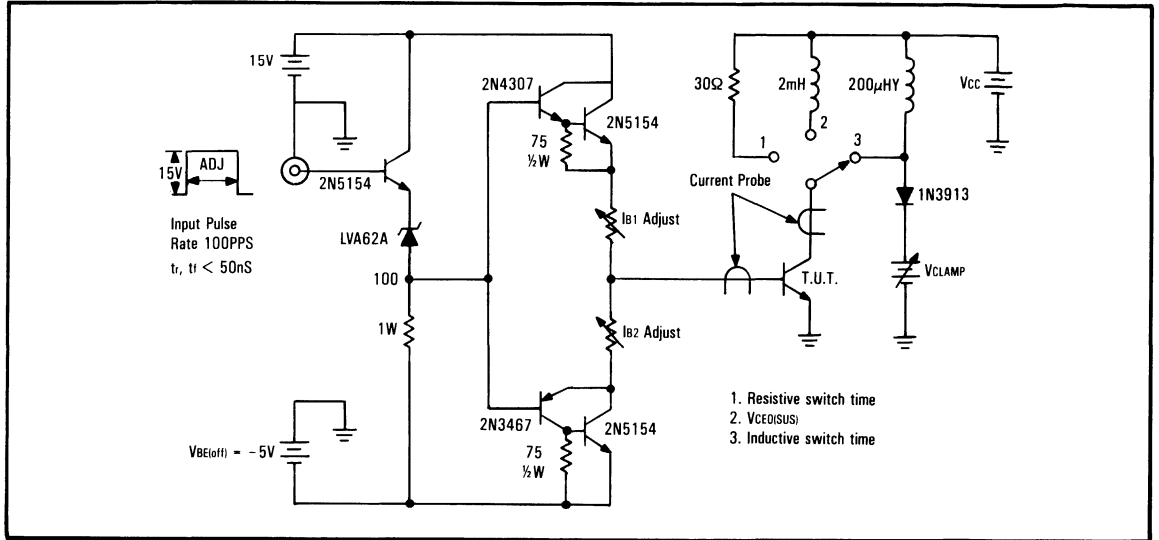 15V
2N4307
2N5154
75
½W
30Ω
2mH
200μHY
VCC
1
2
3
15V
ADJ
2N5154
Input Pulse
Rate 100PPS
tr, tf < 50nS
LVA62A
100
1W
IB1 Adjust
Current Probe
T.U.T.
1N3913
VCLAMP
IB2 Adjust
2N3467
2N5154
75
½W
VBE(off) = -5V
1. Resistive switch time
2. VCEO(SUS)
3. Inductive switch time